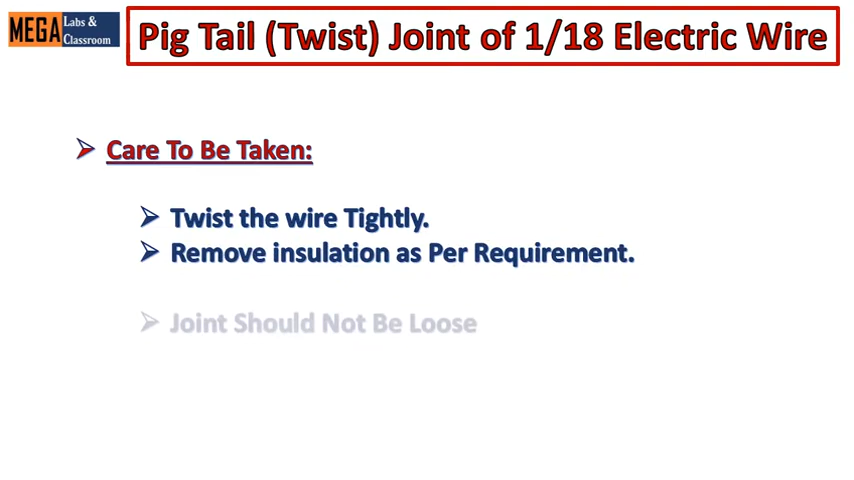 MEGA Labs & Classroom
Pig Tail (Twist) Joint of 1/18 Electric Wire
Care To Be Taken:
Twist the wire Tightly.
Remove insulation as Per Requirement.
Joint Should Not Be Loose